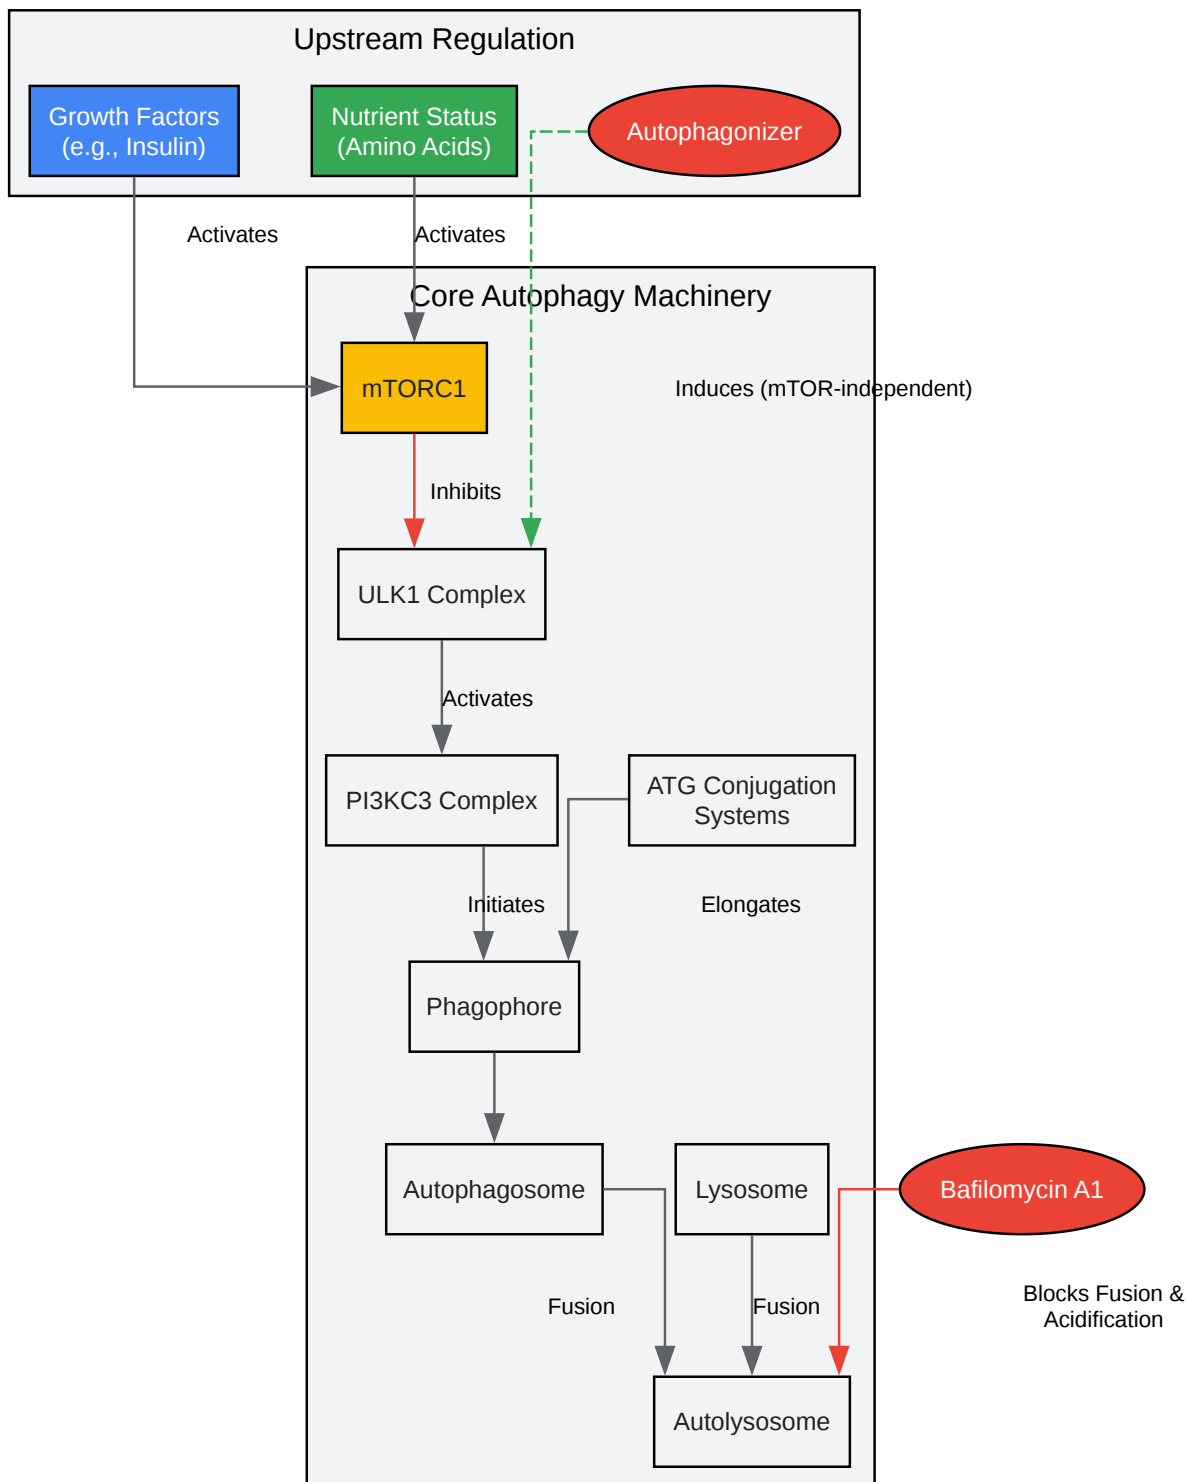 Upstream Regulation
Growth Factors
(e.g., Insulin)
Nutrient Status
(Amino Acids)
Autophagonizer
Activates
Activates
Core Autophagy Machinery
mTORC1
Induces (mTOR-independent)
Inhibits
ULK1 Complex
Activates
PI3KC3 Complex
ATG Conjugation
Systems
Initiates
Elongates
Phagophore
Autophagosome
Lysosome
Bafilomycin A1
Fusion
Fusion
Blocks Fusion &
Acidification
Autolysosome